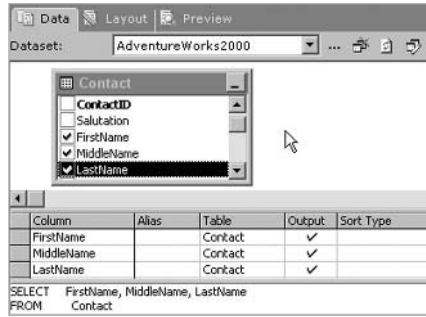 Data Layout Preview
Dataset: AdventureWorks2000 ...
Contact
ContactID
Salutation
FirstName
MiddleName
LastName
Column Alias Table Output Sort Type
FirstName Contact
MiddleName Contact
LastName Contact
SELECT FirstName, MiddleName, LastName
FROM Contact